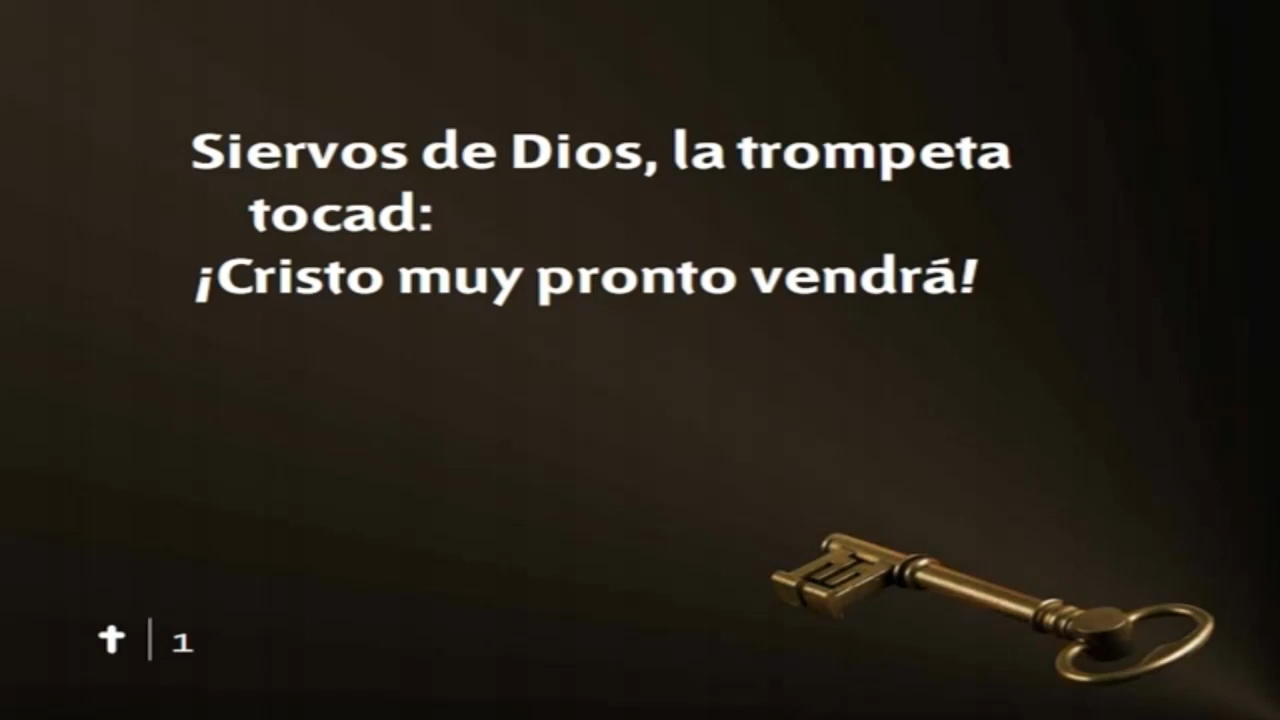 Siervos de Dios, la trompeta
tocad:
¡Cristo muy pronto vendrá!
1